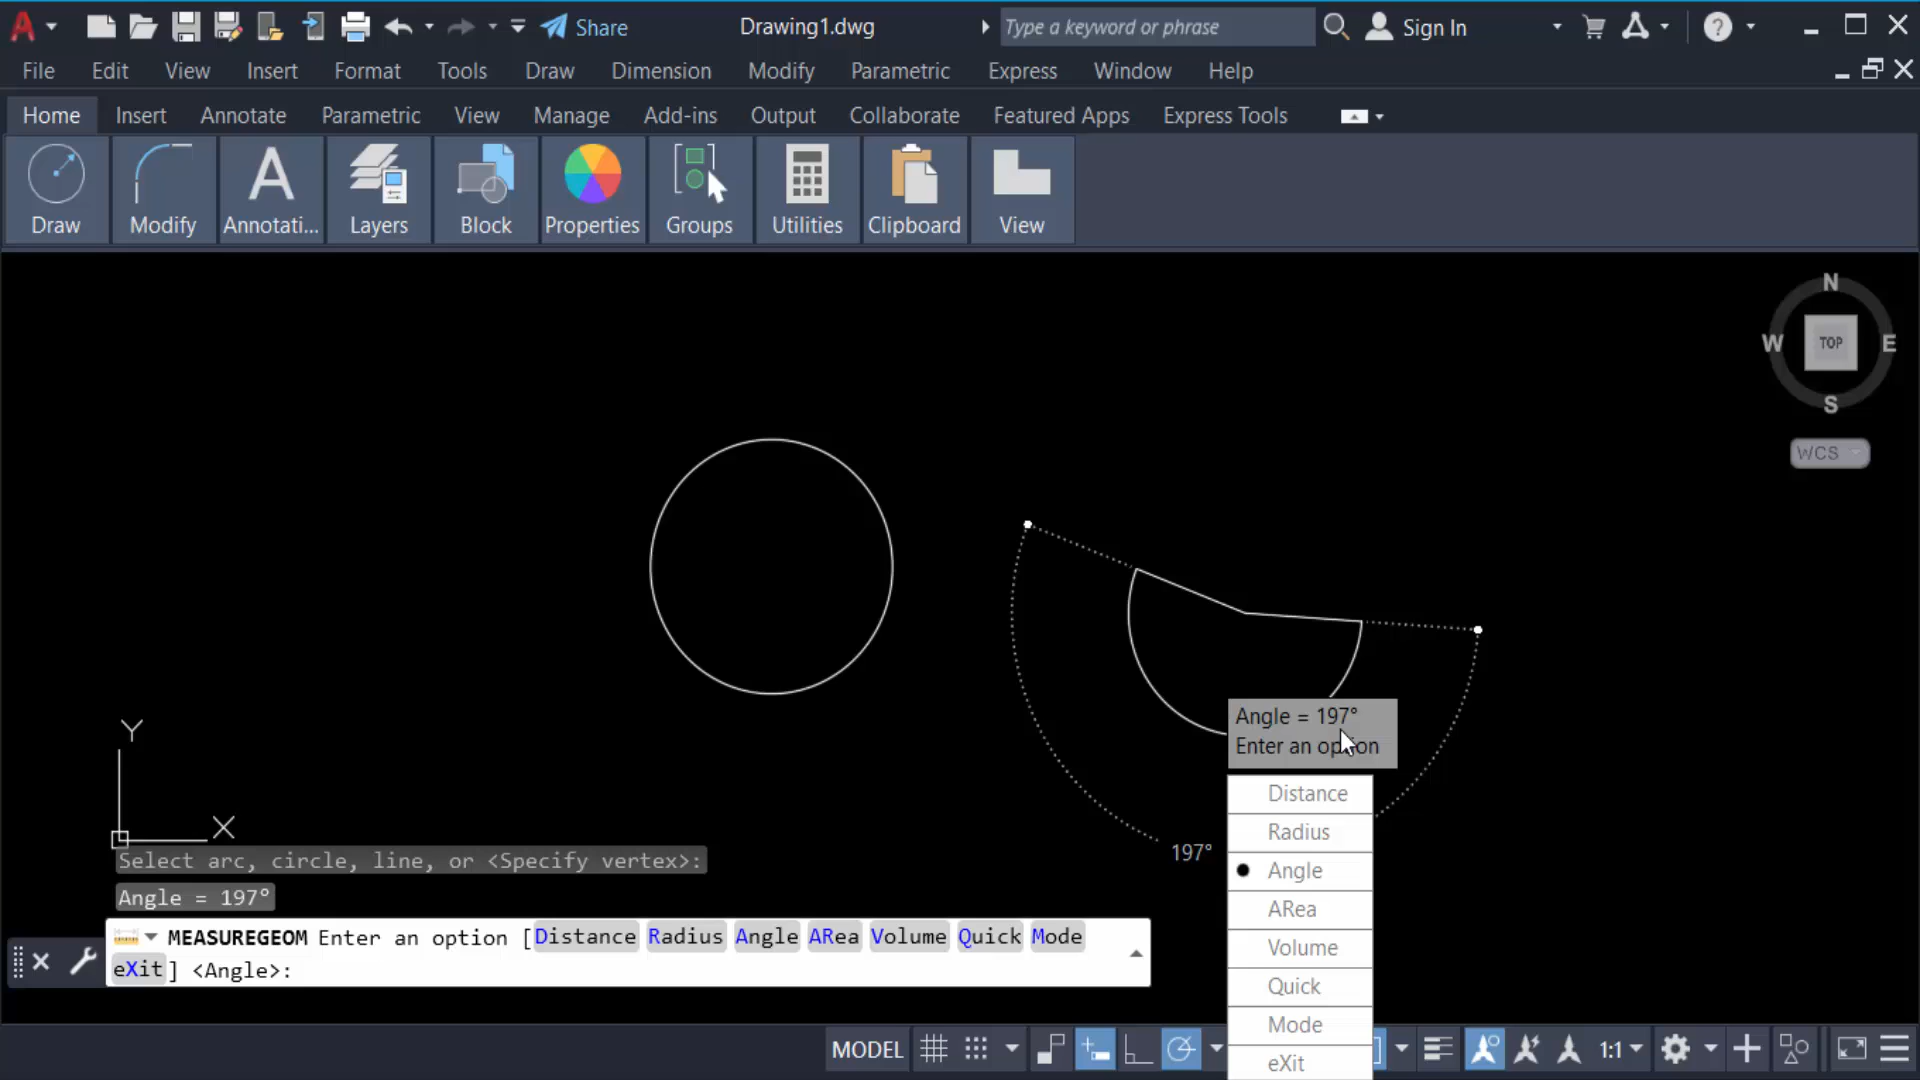 Share
Drawing1.dwg
Type a keyword or phrase
Sign In
File Edit View Insert Format Tools Draw Dimension Modify Parametric Express Window Help
Home Insert Annotate Parametric View Manage Add-ins Output Collaborate Featured Apps Express Tools
Draw Modify Annotati... Layers Block Properties Groups Utilities Clipboard View
N
W TOP E
S
WCS
Y
X
Angle = 197°
Enter an option
Distance
Radius
197°
Angle
ARea
Volume
Quick
Mode
eXit
Select arc, circle, line, or <Specify vertex>:
Angle = 197°
MEASUREGEOM Enter an option [Distance Radius Angle ARea Volume Quick Mode
eXit] <Angle>:
MODEL
1:1